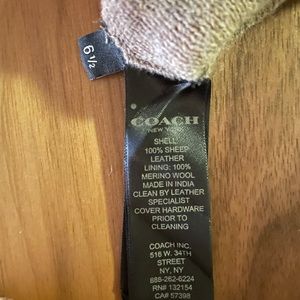 6 ½
COACH
NEW YORK
SHELL:
100% SHEEP
LEATHER
LINING: 100%
MERINO WOOL
MADE IN INDIA
CLEAN BY LEATHER
SPECIALIST
COVER HARDWARE
PRIOR TO
CLEANING
COACH INC.
516 W. 34TH
STREET
NY, NY
888-262-6224
RN# 132154
CA# 57398